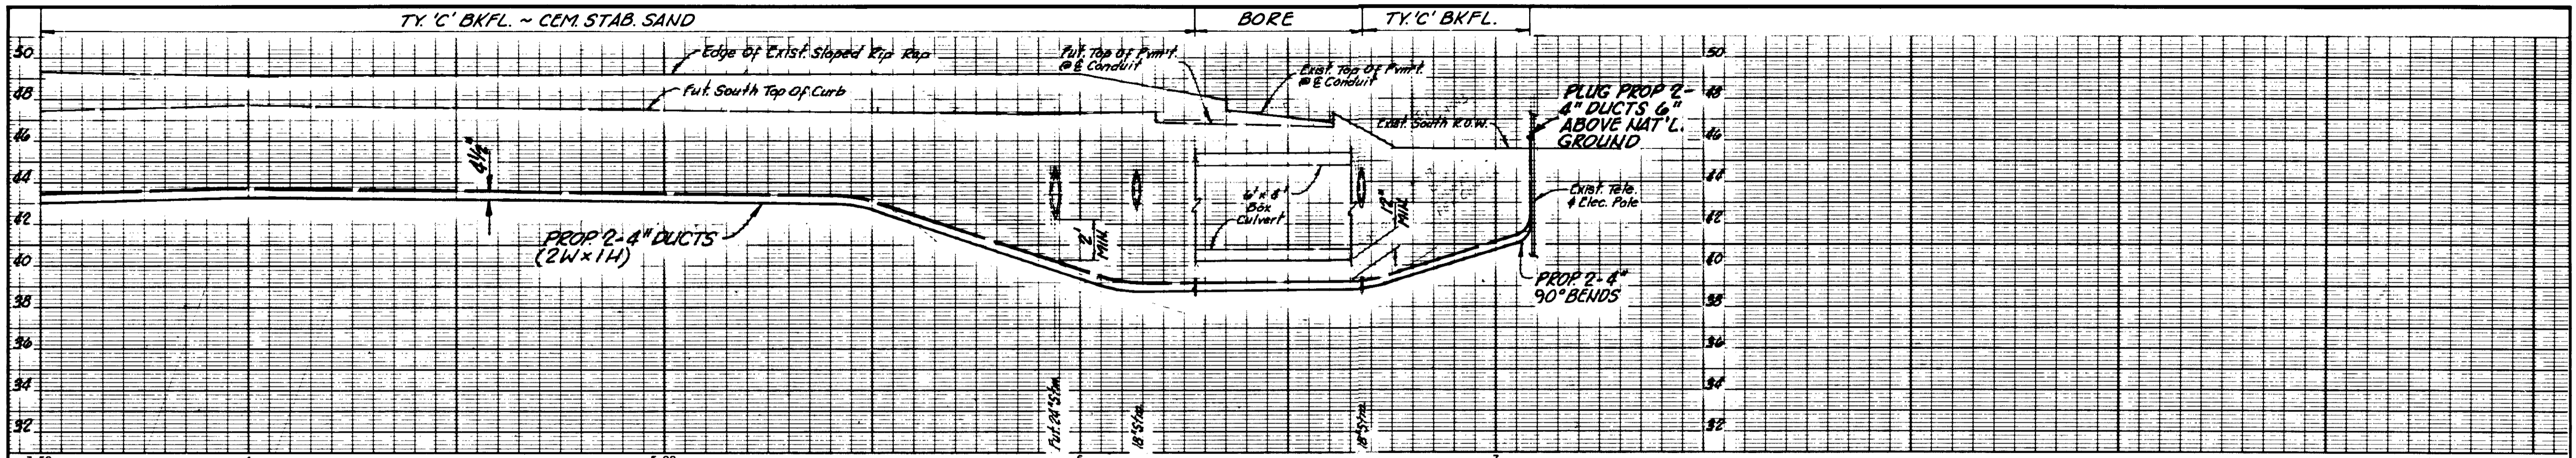 TY. 'C' BKFL. ~ CEM. STAB. SAND
BORE
TY. 'C' BKFL.
50
48
46
44
42
40
38
36
34
32
Edge Of Exist. Sloped Rip Rap
Fut. South Top Of Curb
4½"
PROP. 2-4" DUCTS
(2W x 1H)
Fut. Top Of Pvm't.
@ ℄ Conduit
Exist. Top Of Pvm't.
@ ℄ Conduit
Exist. South R.O.W.
2'
MIN.
Box
Culvert
12"
MIN.
PLUG PROP. 2-
4" DUCTS 6"
ABOVE NAT'L.
GROUND
Exist. Tele.
& Elec. Pole
PROP. 2-4"
90° BENDS
Fut. 24" Stm.
18" Stm.
18" Stm.
50
48
46
44
42
40
38
36
34
32